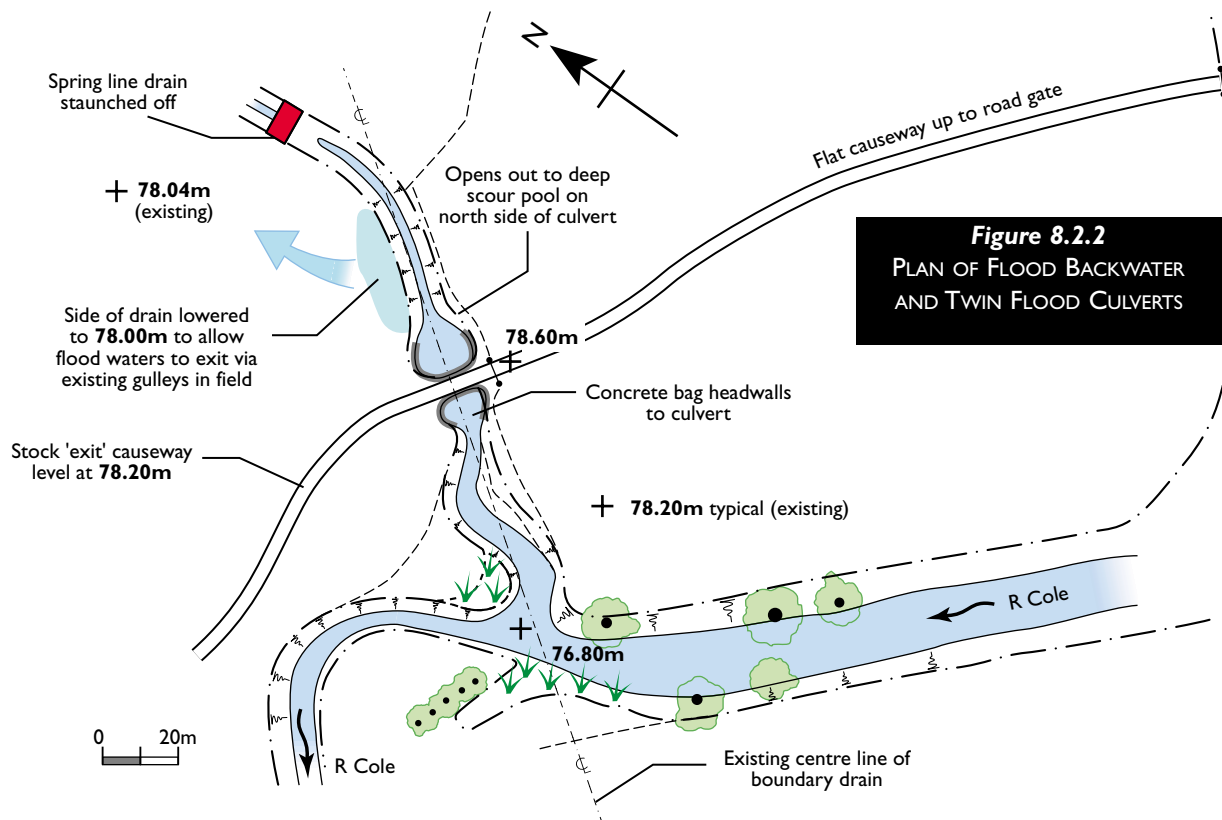 N
Spring line drain
staunched off
℄
Flat causeway up to road gate
78.04m
(existing)
Opens out to deep
scour pool on
north side of culvert
Figure 8.2.2
PLAN OF FLOOD BACKWATER
AND TWIN FLOOD CULVERTS
Side of drain lowered
to 78.00m to allow
flood waters to exit via
existing gulleys in field
78.60m
Concrete bag headwalls
to culvert
Stock 'exit' causeway
level at 78.20m
78.20m typical (existing)
R Cole
76.80m
0 20m
R Cole
℄
Existing centre line of
boundary drain